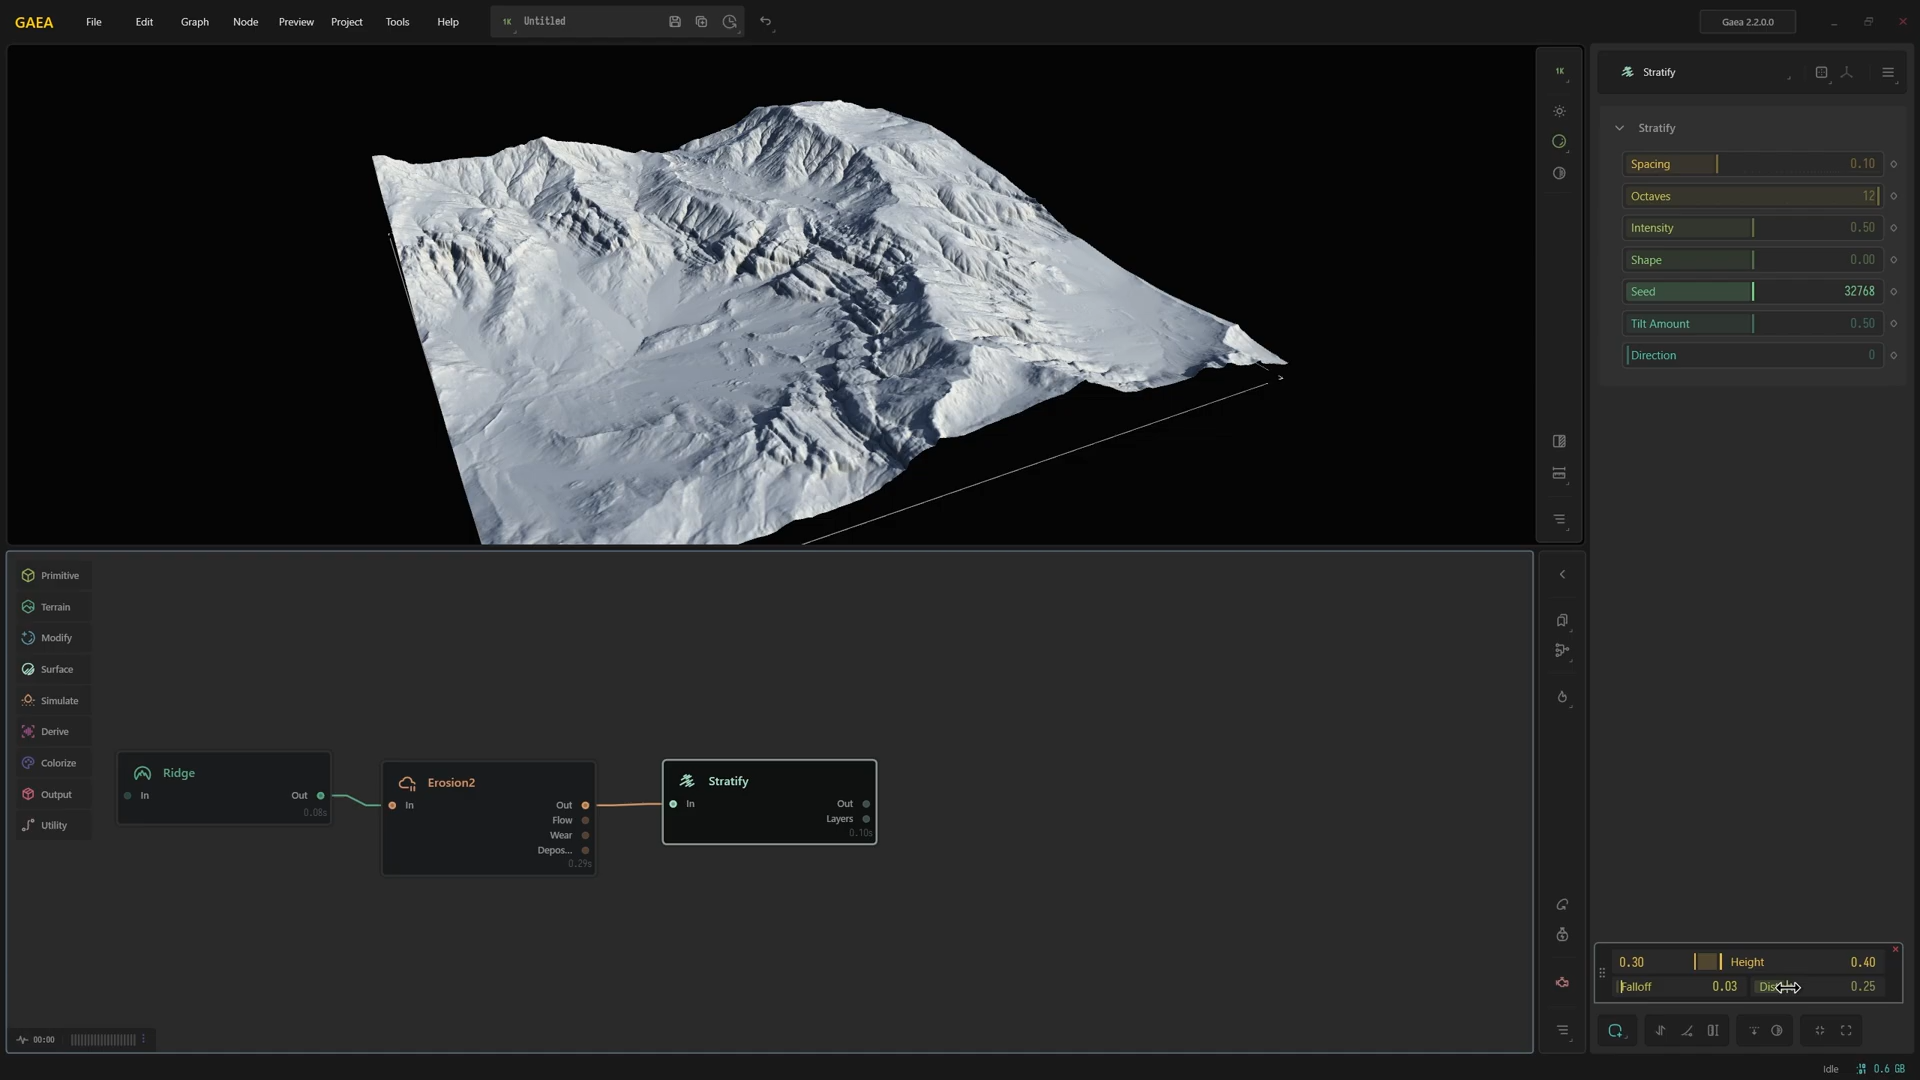 GAEA File Edit Graph Node Preview Project Tools Help 1K Untitled Gaea 2.2.0.0
1K
Stratify
Stratify
Spacing 0.10
Octaves 12
Intensity 0.50
Shape 0.00
Seed 32768
Tilt Amount 0.50
Direction 0
Primitive
Terrain
Modify
Surface
Simulate
Derive
Colorize
Output
Utility
Ridge
In Out
0.08s
Erosion2
In Out
Flow
Wear
Depos...
0.29s
Stratify
In Out
Layers
0.10s
0.30 Height 0.40
Falloff 0.03 0.25
00:00
Idle 0.6 GB